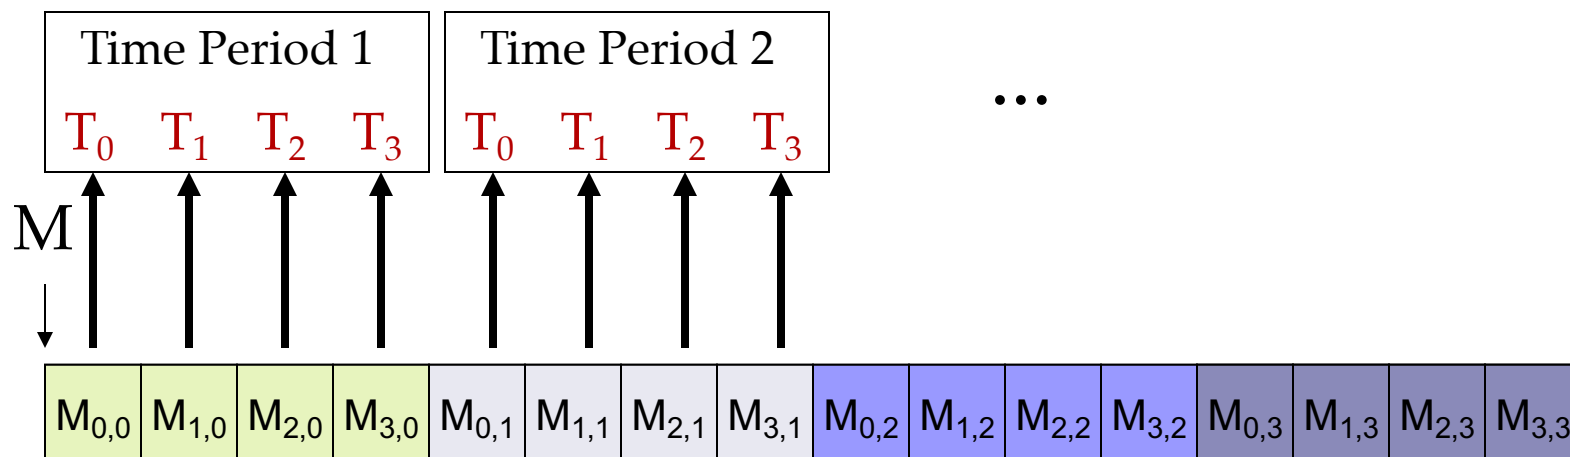 Time Period 1 Time Period 2
...
T₀ T₁ T₂ T₃ T₀ T₁ T₂ T₃
M
M₀,₀ M₁,₀ M₂,₀ M₃,₀ M₀,₁ M₁,₁ M₂,₁ M₃,₁ M₀,₂ M₁,₂ M₂,₂ M₃,₂ M₀,₃ M₁,₃ M₂,₃ M₃,₃